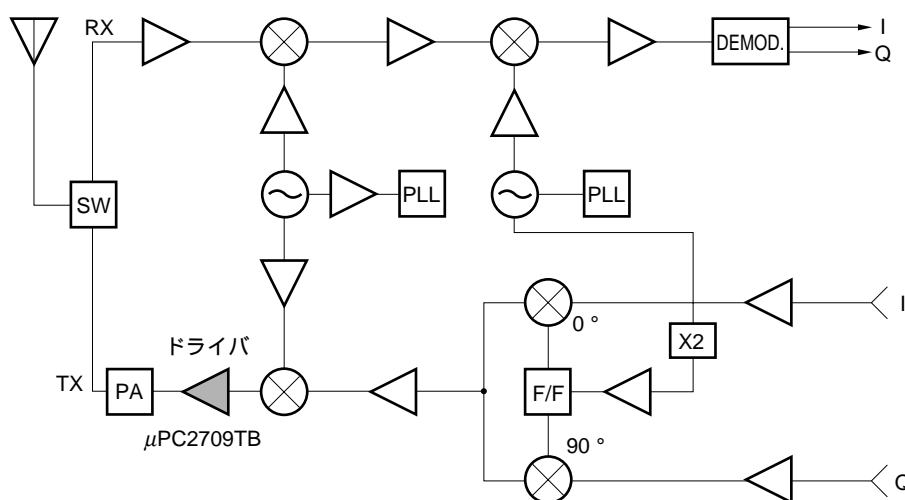 RX
DEMOD.
I
Q
SW
PLL
PLL
0 °
I
X2
ドライバ
TX
PA
F/F
μPC2709TB
90 °
Q